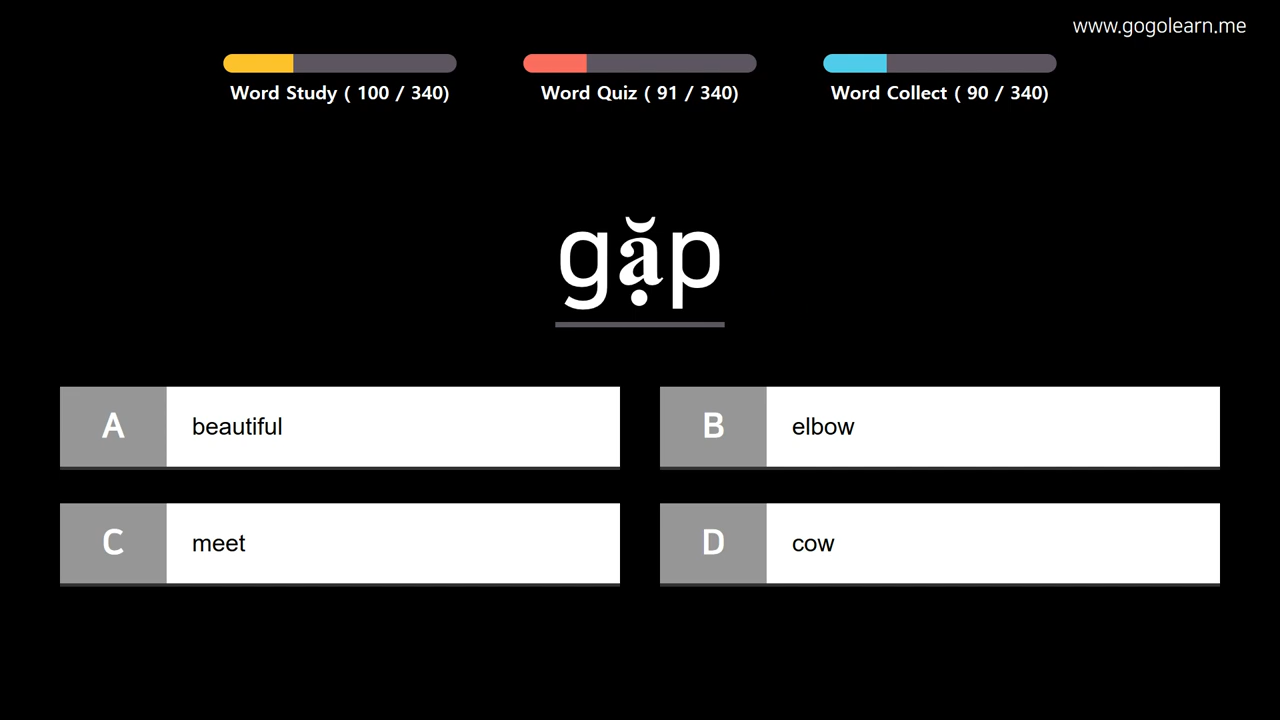 www.gogolearn.me
Word Study ( 100 / 340)
Word Quiz ( 91 / 340)
Word Collect ( 90 / 340)
gặp
A beautiful
B elbow
C meet
D cow